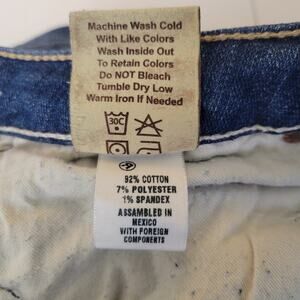 Machine Wash Cold
With Like Colors
Wash Inside Out
To Retain Colors
Do NOT Bleach
Tumble Dry Low
Warm Iron If Needed
30C
92% COTTON
7% POLYESTER
1% SPANDEX
ASSEMBLED IN
MEXICO
WITH FOREIGN
COMPONENTS